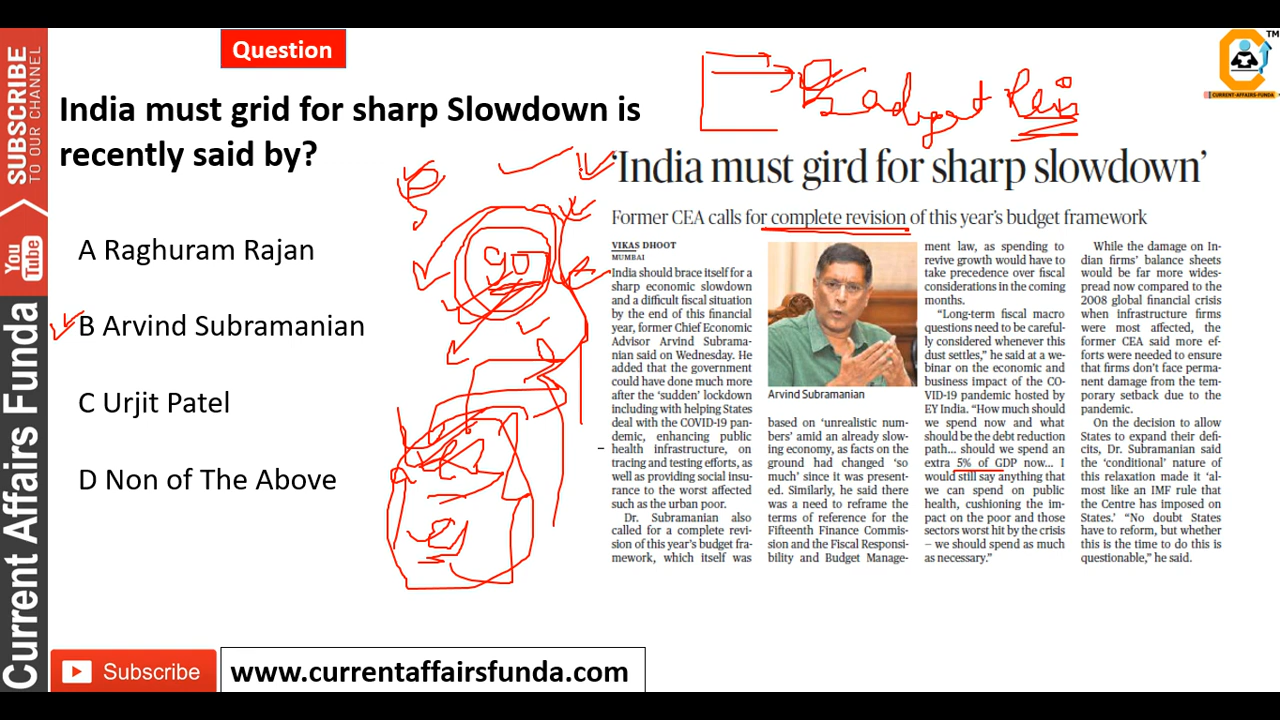 SUBSCRIBE
TO OUR CHANNEL
You
Tube
Current Affairs Funda
Question
India must grid for sharp Slowdown is
recently said by?
A Raghuram Rajan
B Arvind Subramanian
C Urjit Patel
D Non of The Above
Subscribe
www.currentaffairsfunda.com
TM
CURRENT-AFFAIRS-FUNDA
'India must gird for sharp slowdown'
Former CEA calls for complete revision of this year's budget framework
VIKAS DHOOT
MUMBAI
India should brace itself for a
sharp economic slowdown
and a difficult fiscal situation
by the end of this financial
year, former Chief Economic
Advisor Arvind Subrama-
nian said on Wednesday. He
added that the government
could have done much more
after the 'sudden' lockdown
including with helping States
deal with the COVID-19 pan-
demic, enhancing public
health infrastructure, on
tracing and testing efforts, as
well as providing social insu-
rance to the worst affected
such as the urban poor.
Dr. Subramanian also
called for a complete revi-
sion of this year's budget fra-
mework, which itself was
Arvind Subramanian
based on 'unrealistic num-
bers' amid an already slow-
ing economy, as facts on the
ground had changed 'so
much' since it was present-
ed. Similarly, he said there
was a need to reframe the
terms of reference for the
Fifteenth Finance Commis-
sion and the Fiscal Responsi-
bility and Budget Manage-
ment law, as spending to
revive growth would have to
take precedence over fiscal
considerations in the coming
months.
"Long-term fiscal macro
questions need to be careful-
ly considered whenever this
dust settles," he said at a we-
binar on the economic and
business impact of the CO-
VID-19 pandemic hosted by
EY India. "How much should
we spend now and what
should be the debt reduction
path... should we spend an
extra 5% of GDP now... I
would still say anything that
we can spend on public
health, cushioning the im-
pact on the poor and those
sectors worst hit by the crisis
– we should spend as much
as necessary."
While the damage on In-
dian firms' balance sheets
would be far more wides-
pread now compared to the
2008 global financial crisis
when infrastructure firms
were most affected, the
former CEA said more ef-
forts were needed to ensure
that firms don't face perma-
nent damage from the tem-
porary setback due to the
pandemic.
On the decision to allow
States to expand their defi-
cits, Dr. Subramanian said
the 'conditional' nature of
this relaxation made it 'al-
most like an IMF rule that
the Centre has imposed on
States.' "No doubt States
have to reform, but whether
this is the time to do this is
questionable," he said.